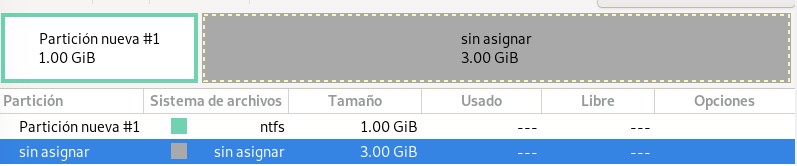 Partición nueva #1
1.00 GiB
sin asignar
3.00 GiB
Partición Sistema de archivos Tamaño Usado Libre Opciones
Partición nueva #1 ntfs 1.00 GiB --- ---
sin asignar sin asignar 3.00 GiB --- ---